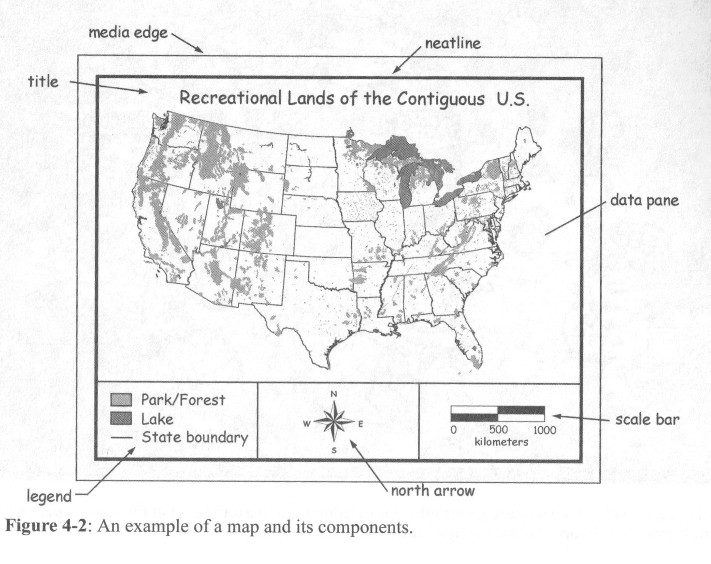 media edge
neatline
title
Recreational Lands of the Contiguous U.S.
data pane
Park/Forest
Lake
State boundary
N
W
E
S
0 500 1000
kilometers
scale bar
legend
north arrow
Figure 4-2: An example of a map and its components.